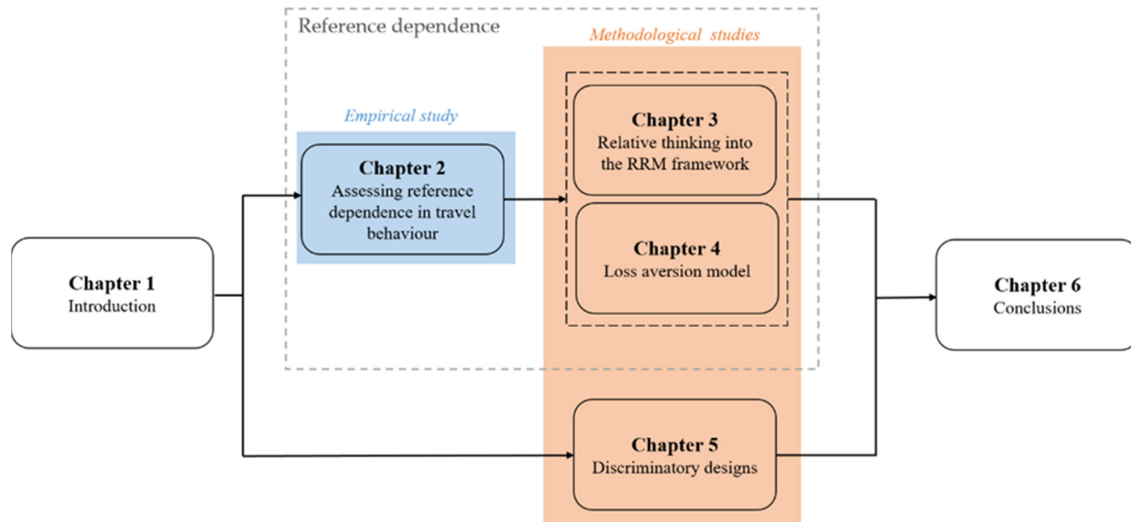 Reference dependence
Methodological studies
Empirical study
Chapter 1
Introduction
Chapter 2
Assessing reference
dependence in travel
behaviour
Chapter 3
Relative thinking into
the RRM framework
Chapter 4
Loss aversion model
Chapter 5
Discriminatory designs
Chapter 6
Conclusions